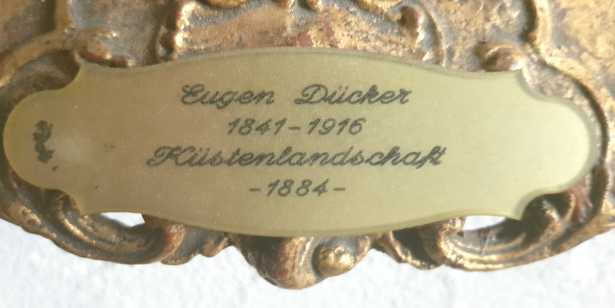 Eugen Dücker
1841-1916
Küstenlandschaft
-1884-